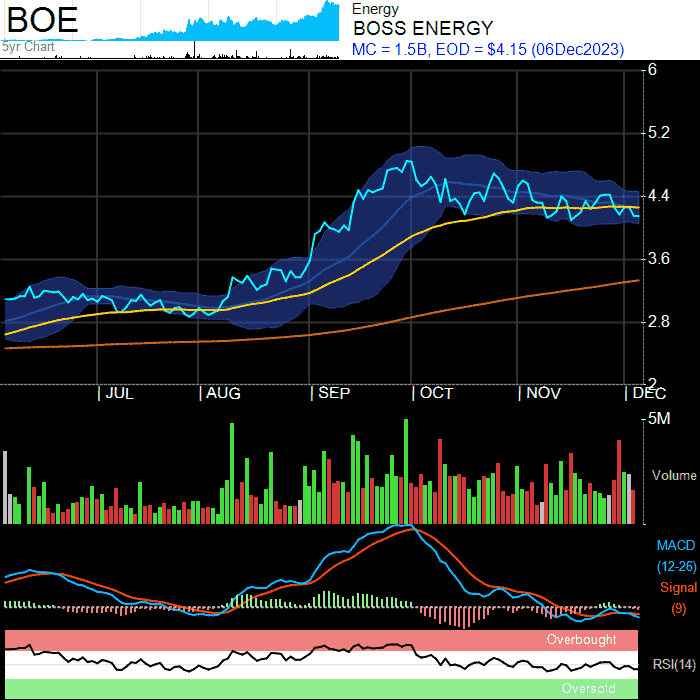 BOE
5yr Chart
Energy
BOSS ENERGY
MC = 1.5B, EOD = $4.15 (06Dec2023)
6
5.2
4.4
3.6
2.8
2
JUL
AUG
SEP
OCT
NOV
DEC
5M
Volume
MACD
(12-26)
Signal
(9)
Overbought
RSI(14)
Oversold